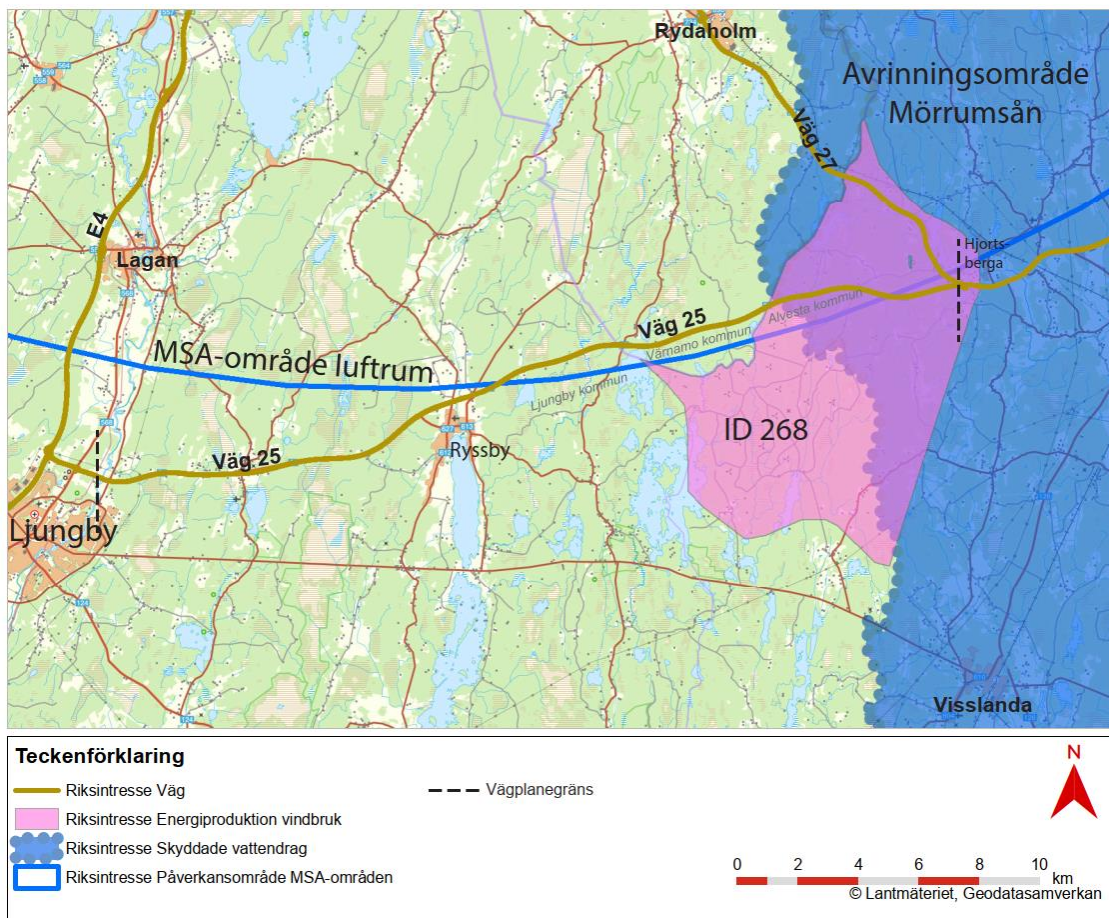 Rydaholm
Avrinningsområde
Mörrumsån
Väg 27
E4
Lagan
Hjorts-
berga
Väg 25
Alvesta kommun
Värnamo kommun
MSA-område luftrum
Ljungby kommun
ID 268
Väg 25
Ryssby
Ljungby
Visslanda
Teckenförklaring
Riksintresse Väg
Riksintresse Energiproduktion vindbruk
Riksintresse Skyddade vattendrag
Riksintresse Påverkansområde MSA-områden
Vägplanegräns
N
0 2 4 6 8 10
km
© Lantmäteriet, Geodatasamverkan